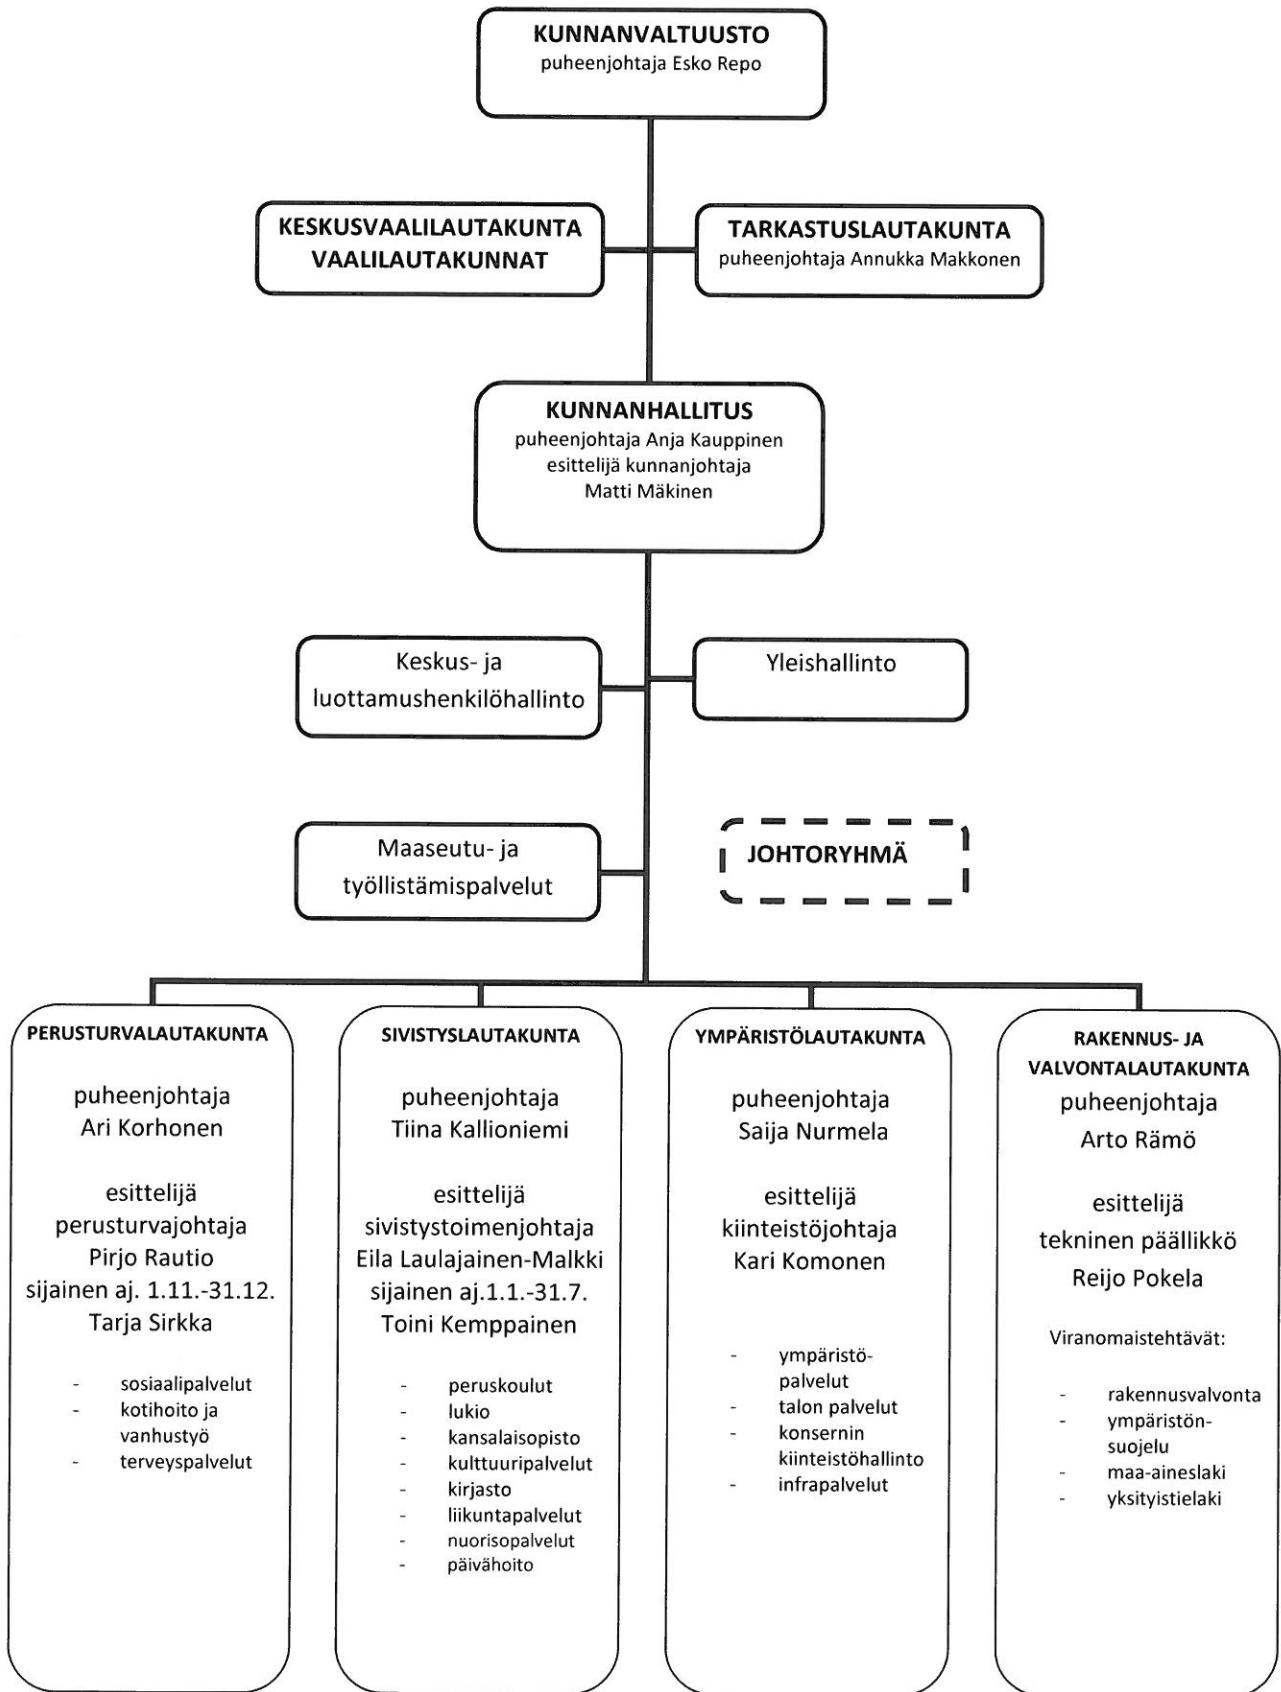 KUNNANVALTUUSTO
puheenjohtaja Esko Repo
KESKUSVAALILAUTAKUNTA
VAALILAUTAKUNNAT
TARKASTUSLAUTAKUNTA
puheenjohtaja Annukka Makkonen
KUNNANHALLITUS
puheenjohtaja Anja Kauppinen
esittelijä kunnanjohtaja
Matti Mäkinen
Keskus- ja
luottamushenkilöhallinto
Yleishallinto
Maaseutu- ja
työllistämispalvelut
JOHTORYHMÄ
PERUSTURVALAUTAKUNTA
puheenjohtaja
Ari Korhonen
esittelijä
perusturvajohtaja
Pirjo Rautio
sijainen aj. 1.11.-31.12.
Tarja Sirkka
- sosiaalipalvelut
- kotihoito ja
vanhustyö
- terveyspalvelut
SIVISTYSLAUTAKUNTA
puheenjohtaja
Tiina Kallioniemi
esittelijä
sivistystoimenjohtaja
Eila Laulajainen-Malkki
sijainen aj.1.1.-31.7.
Toini Kemppainen
- peruskoulut
- lukio
- kansalaisopisto
- kulttuuripalvelut
- kirjasto
- liikuntapalvelut
- nuorisopalvelut
- päivähoito
YMPÄRISTÖLAUTAKUNTA
puheenjohtaja
Saija Nurmela
esittelijä
kiinteistöjohtaja
Kari Komonen
- ympäristö-
palvelut
- talon palvelut
- konsernin
kiinteistöhallinto
- infrapalvelut
RAKENNUS- JA
VALVONTALAUTAKUNTA
puheenjohtaja
Arto Rämö
esittelijä
tekninen päällikkö
Reijo Pokela
Viranomaistehtävät:
- rakennusvalvonta
- ympäristön-
suojelu
- maa-aineslaki
- yksityistielaki